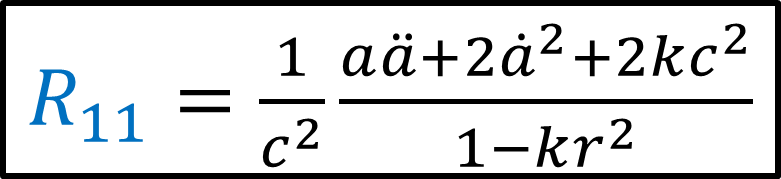 R₁₁ = 1/c² (aä+2ȧ²+2kc²)/(1−kr²)